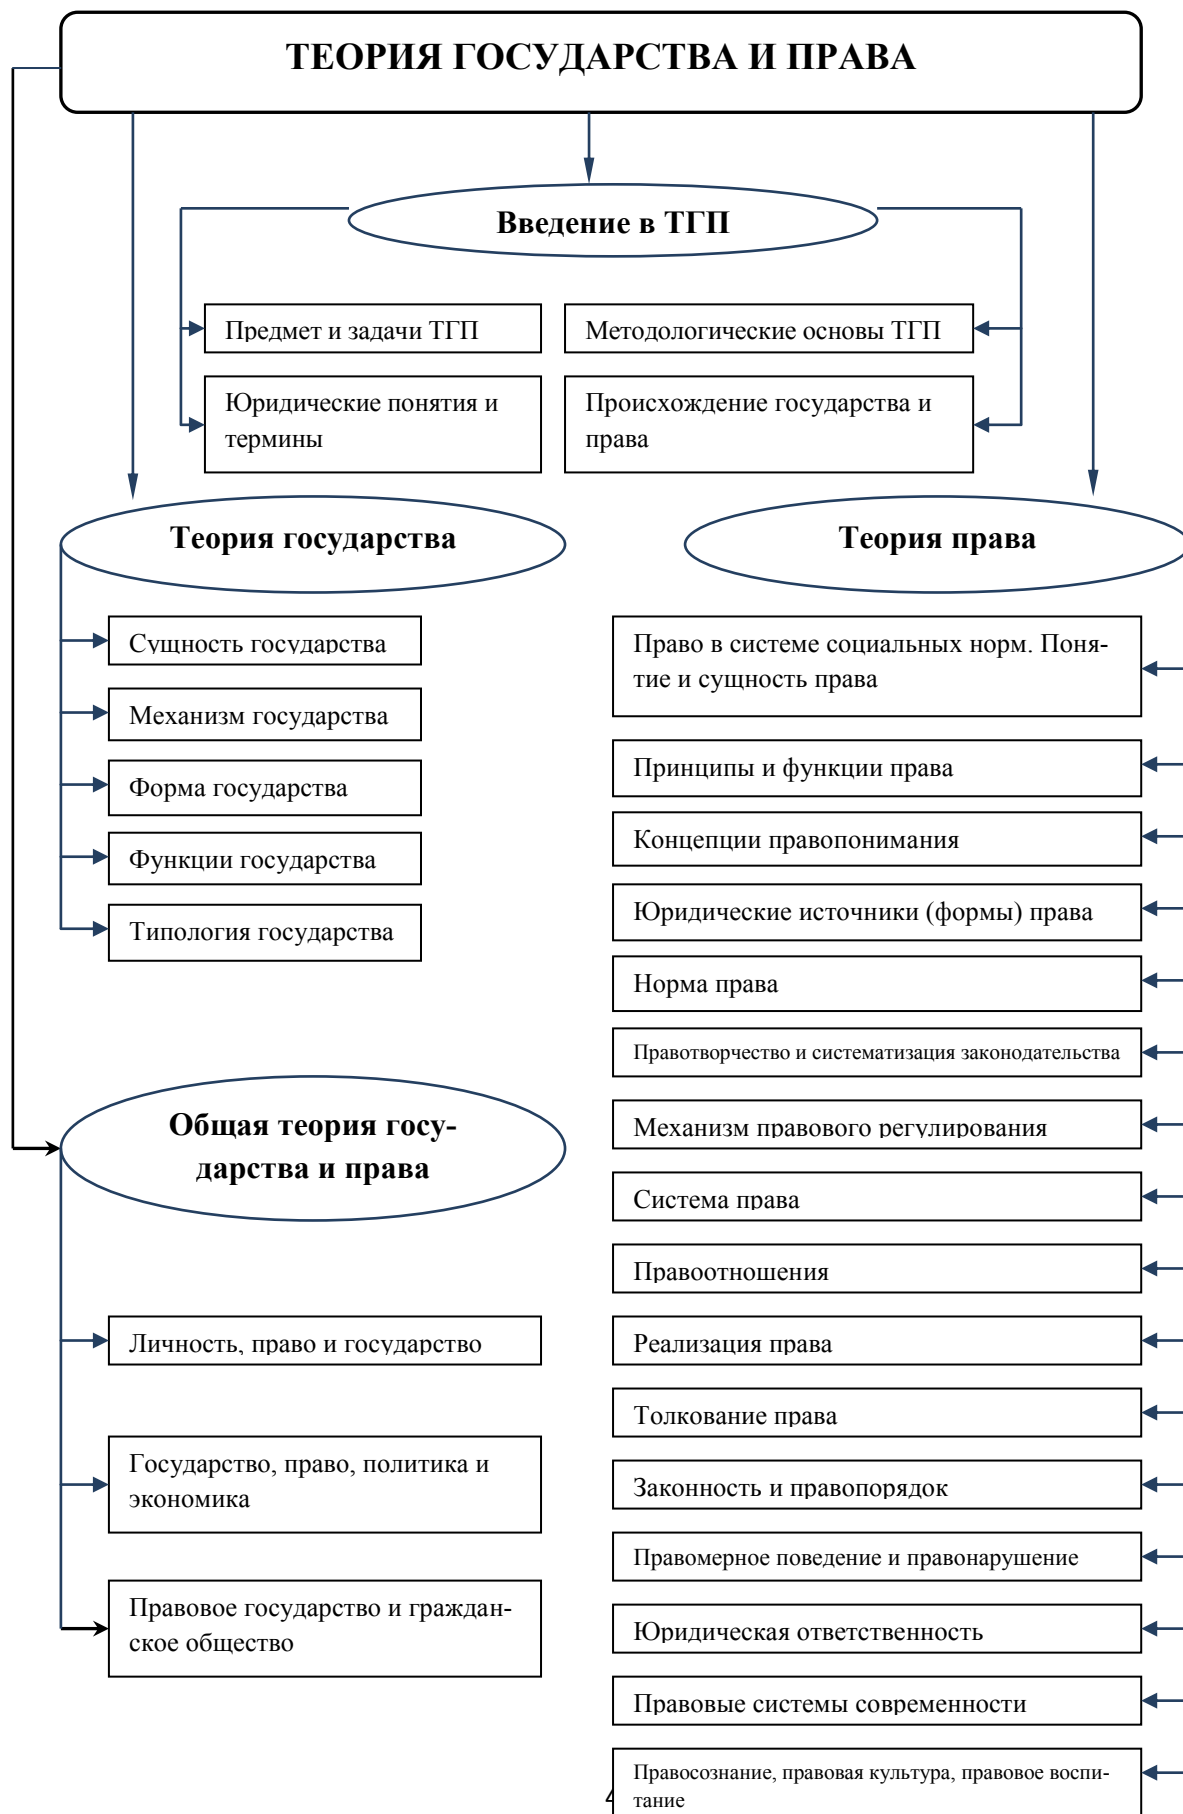 ТЕОРИЯ ГОСУДАРСТВА И ПРАВА
Введение в ТГП
Предмет и задачи ТГП
Методологические основы ТГП
Юридические понятия и
термины
Происхождение государства и
права
Теория государства
Сущность государства
Механизм государства
Форма государства
Функции государства
Типология государства
Общая теория госу-
дарства и права
Личность, право и государство
Государство, право, политика и
экономика
Правовое государство и граждан-
ское общество
Теория права
Право в системе социальных норм. Поня-
тие и сущность права
Принципы и функции права
Концепции правопонимания
Юридические источники (формы) права
Норма права
Правотворчество и систематизация законодательства
Механизм правового регулирования
Система права
Правоотношения
Реализация права
Толкование права
Законность и правопорядок
Правомерное поведение и правонарушение
Юридическая ответственность
Правовые системы современности
Правосознание, правовая культура, правовое воспи-
тание
4